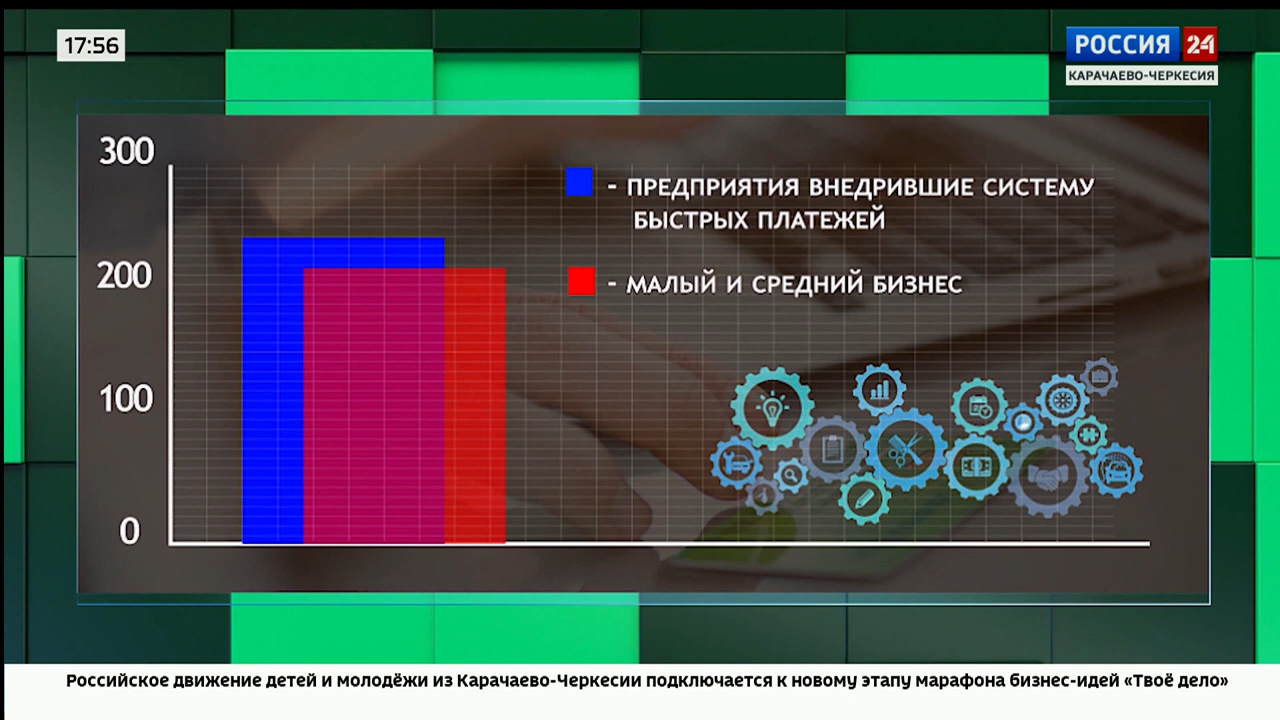 17:56
РОССИЯ 24
КАРАЧАЕВО-ЧЕРКЕСИЯ
300
200
100
0
- ПРЕДПРИЯТИЯ ВНЕДРИВШИЕ СИСТЕМУ
БЫСТРЫХ ПЛАТЕЖЕЙ
- МАЛЫЙ И СРЕДНИЙ БИЗНЕС
Российское движение детей и молодёжи из Карачаево-Черкесии подключается к новому этапу марафона бизнес-идей «Твоё дело»